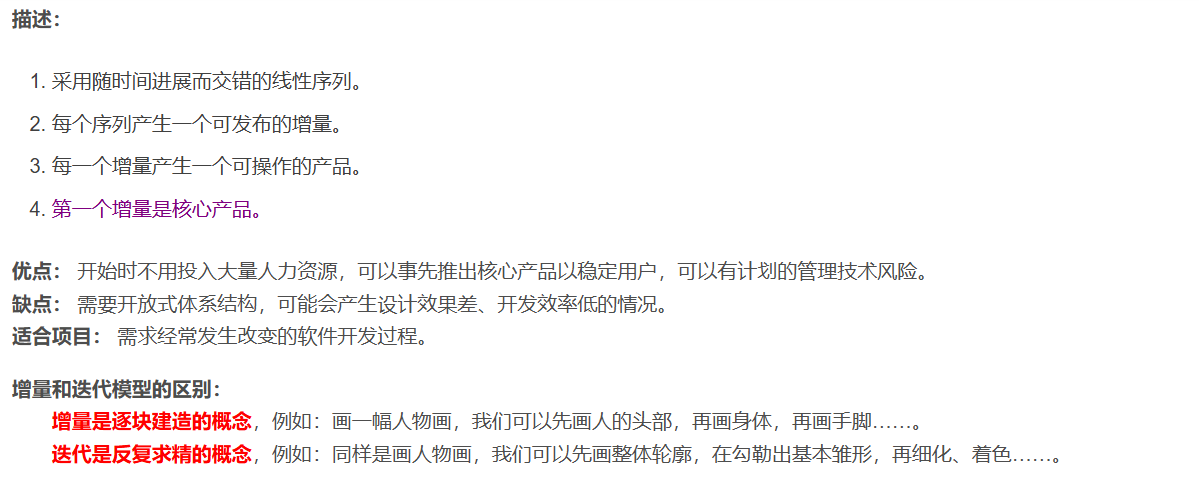 描述：
1. 采用随时间进展而交错的线性序列。
2. 每个序列产生一个可发布的增量。
3. 每一个增量产生一个可操作的产品。
4. 第一个增量是核心产品。
优点： 开始时不用投入大量人力资源，可以事先推出核心产品以稳定用户，可以有计划的管理技术风险。
缺点： 需要开放式体系结构，可能会产生设计效果差、开发效率低的情况。
适合项目： 需求经常发生改变的软件开发过程。
增量和迭代模型的区别：
增量是逐块建造的概念，例如：画一幅人物画，我们可以先画人的头部，再画身体，再画手脚……。
迭代是反复求精的概念，例如：同样是画人物画，我们可以先画整体轮廓，在勾勒出基本雏形，再细化、着色……。